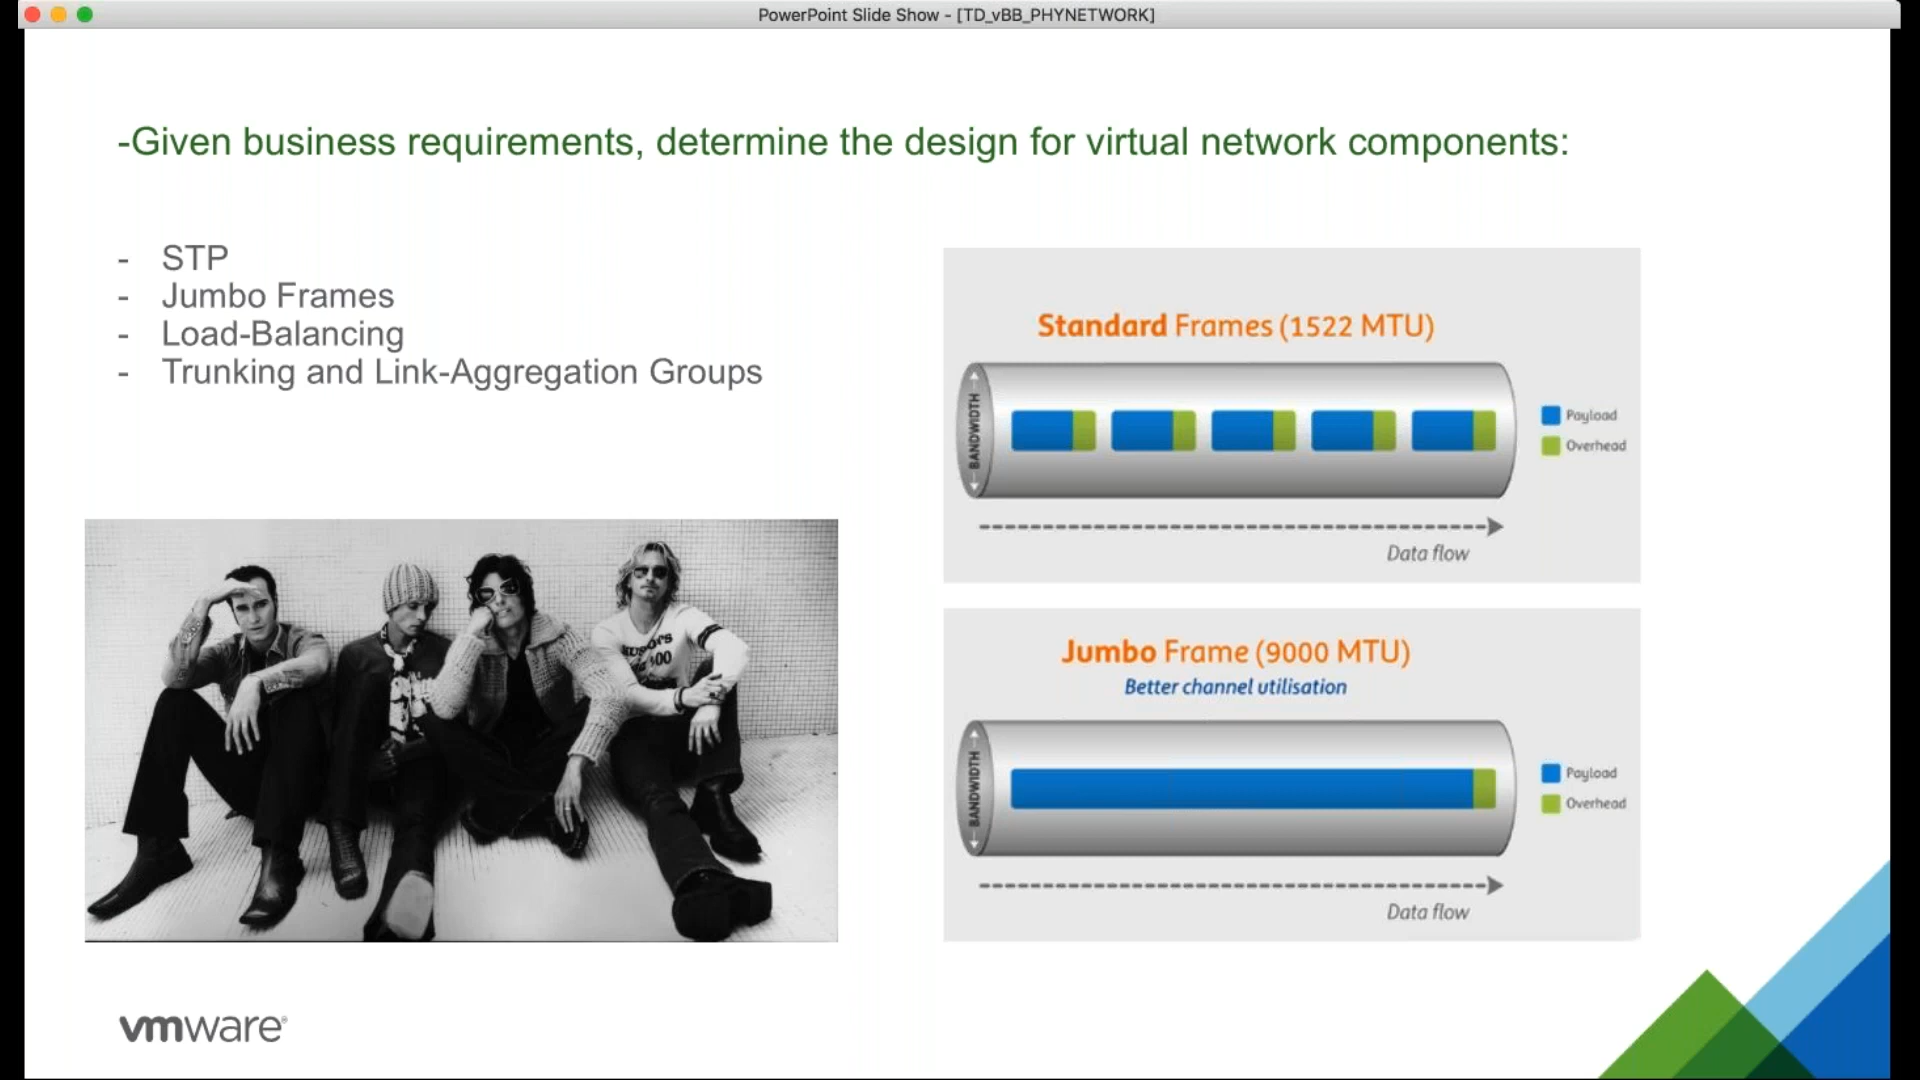 PowerPoint Slide Show - [TD_vBB_PHYNETWORK]
-Given business requirements, determine the design for virtual network components:
- STP
- Jumbo Frames
- Load-Balancing
- Trunking and Link-Aggregation Groups
Standard Frames (1522 MTU)
BANDWIDTH
Payload
Overhead
Data flow
Jumbo Frame (9000 MTU)
Better channel utilisation
BANDWIDTH
Payload
Overhead
Data flow
vmware®